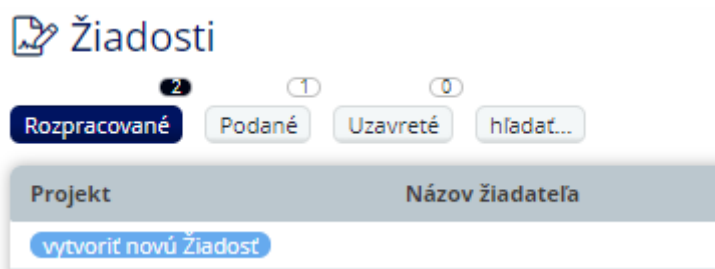 Žiadosti
2 1 0
Rozpracované Podané Uzavreté hľadať...
Projekt Názov žiadateľa
vytvoriť novú Žiadosť